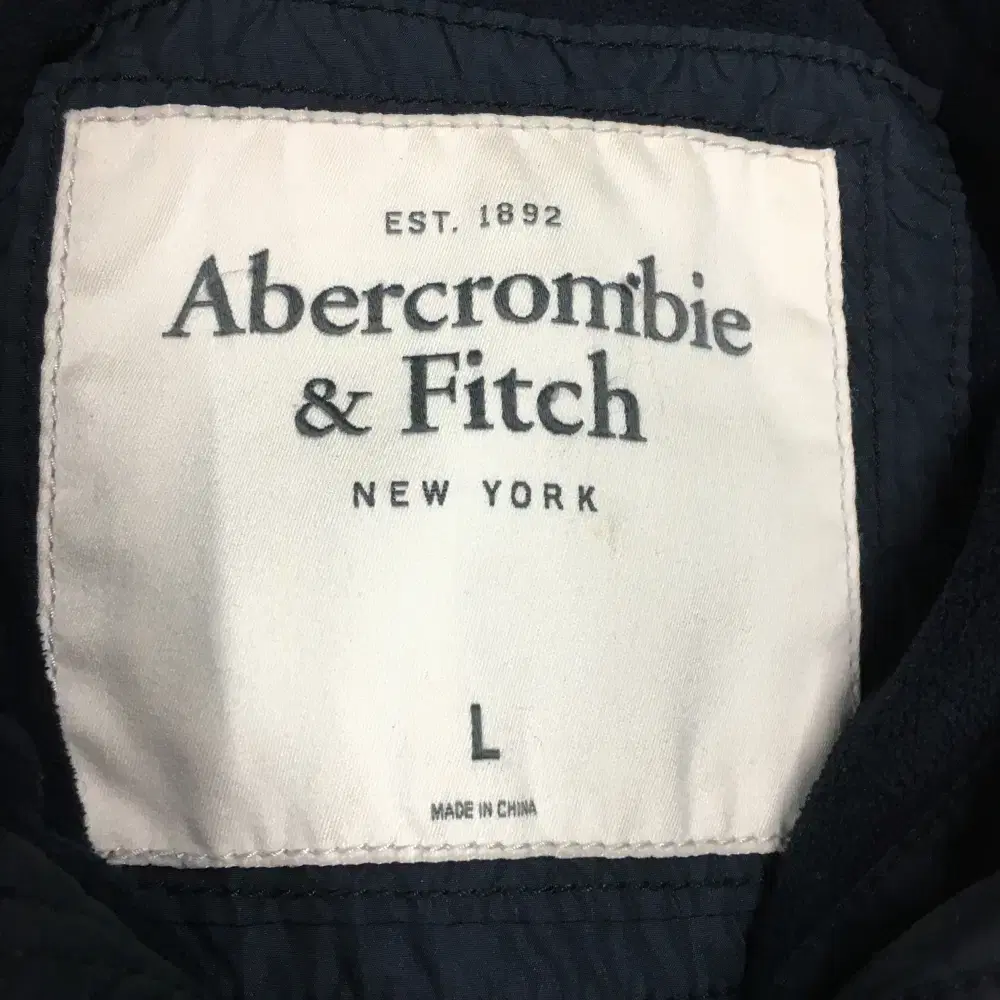 EST. 1892
Abercrombie
& Fitch
NEW YORK
L
MADE IN CHINA